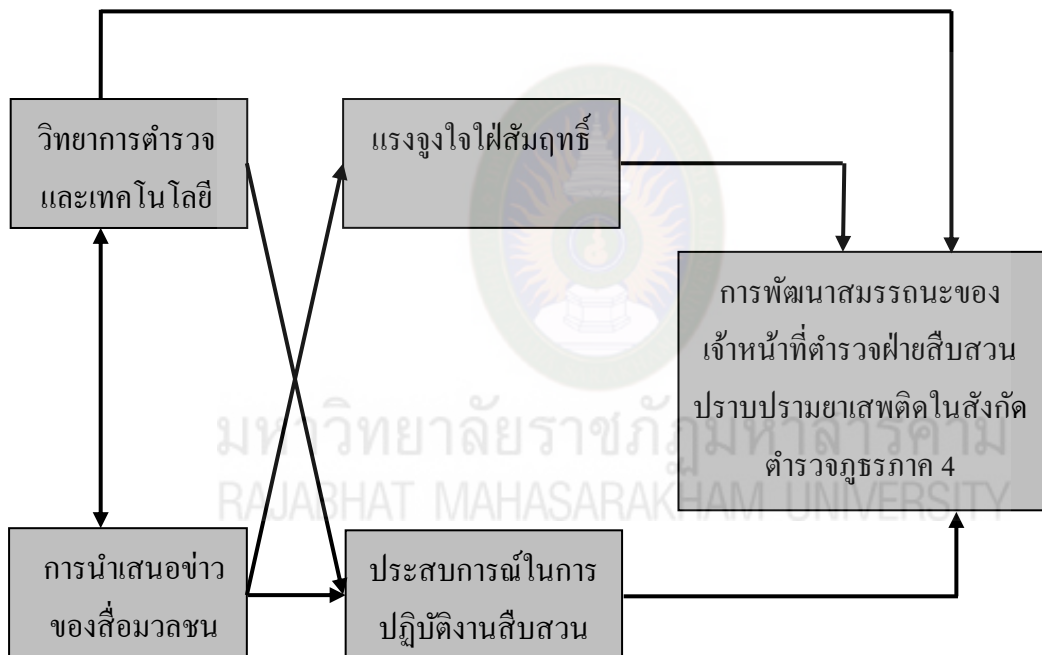 วิทยาการตำรวจ
และเทคโนโลยี
แรงจูงใจใฝ่สัมฤทธิ์
การพัฒนาสมรรถนะของ
เจ้าหน้าที่ตำรวจฝ่ายสืบสวน
ปราบปรามยาเสพติดในสังกัด
ตำรวจภูธรภาค 4
มหาวิทยาลัยราชภัฏมหาสารคาม
RAJABHAT MAHASARAKHAM UNIVERSITY
การนำเสนอข่าว
ของสื่อมวลชน
ประสบการณ์ในการ
ปฏิบัติงานสืบสวน